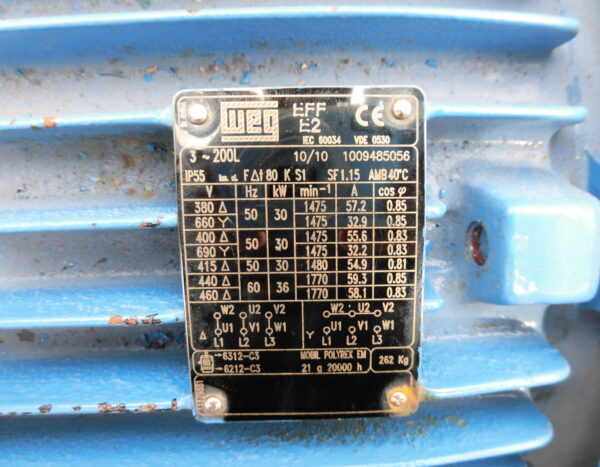 WEG EFF E2 CE
IEC 60034 VDE 0530
3 ~ 200L 10/10 1009485056
IP55 F Δt 80 K S1 SF1.15 AMB 40°C
V Hz kW min⁻¹ A cos φ
380 Δ 50 30 1475 57.2 0.85
660 Y 1475 32.9 0.85
400 Δ 50 30 1475 55.6 0.83
690 Y 1475 32.2 0.83
415 Δ 50 30 1480 54.9 0.81
440 Δ 60 36 1770 59.3 0.85
460 Δ 1770 58.1 0.83
W2 U2 V2 W2 U2 V2
Δ U1 V1 W1 Y U1 V1 W1
L1 L2 L3 L1 L2 L3
6312-C3 MOBIL POLYREX EM 262 Kg
6212-C3 21 g 20000 h